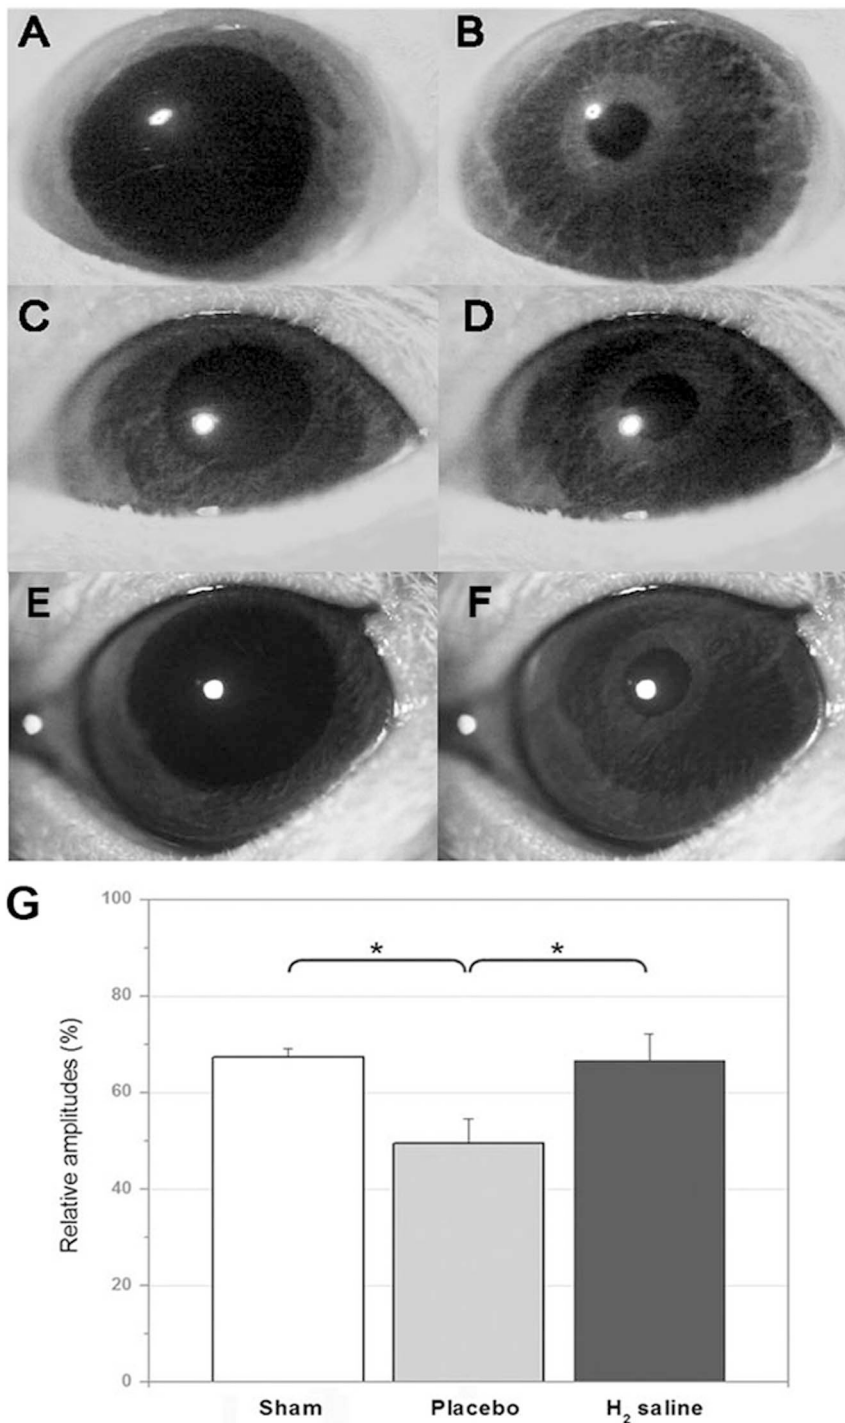 A
B
C
D
E
F
G
100
80
60
40
20
0
Relative amplitudes (%)
*
*
Sham
Placebo
H₂ saline